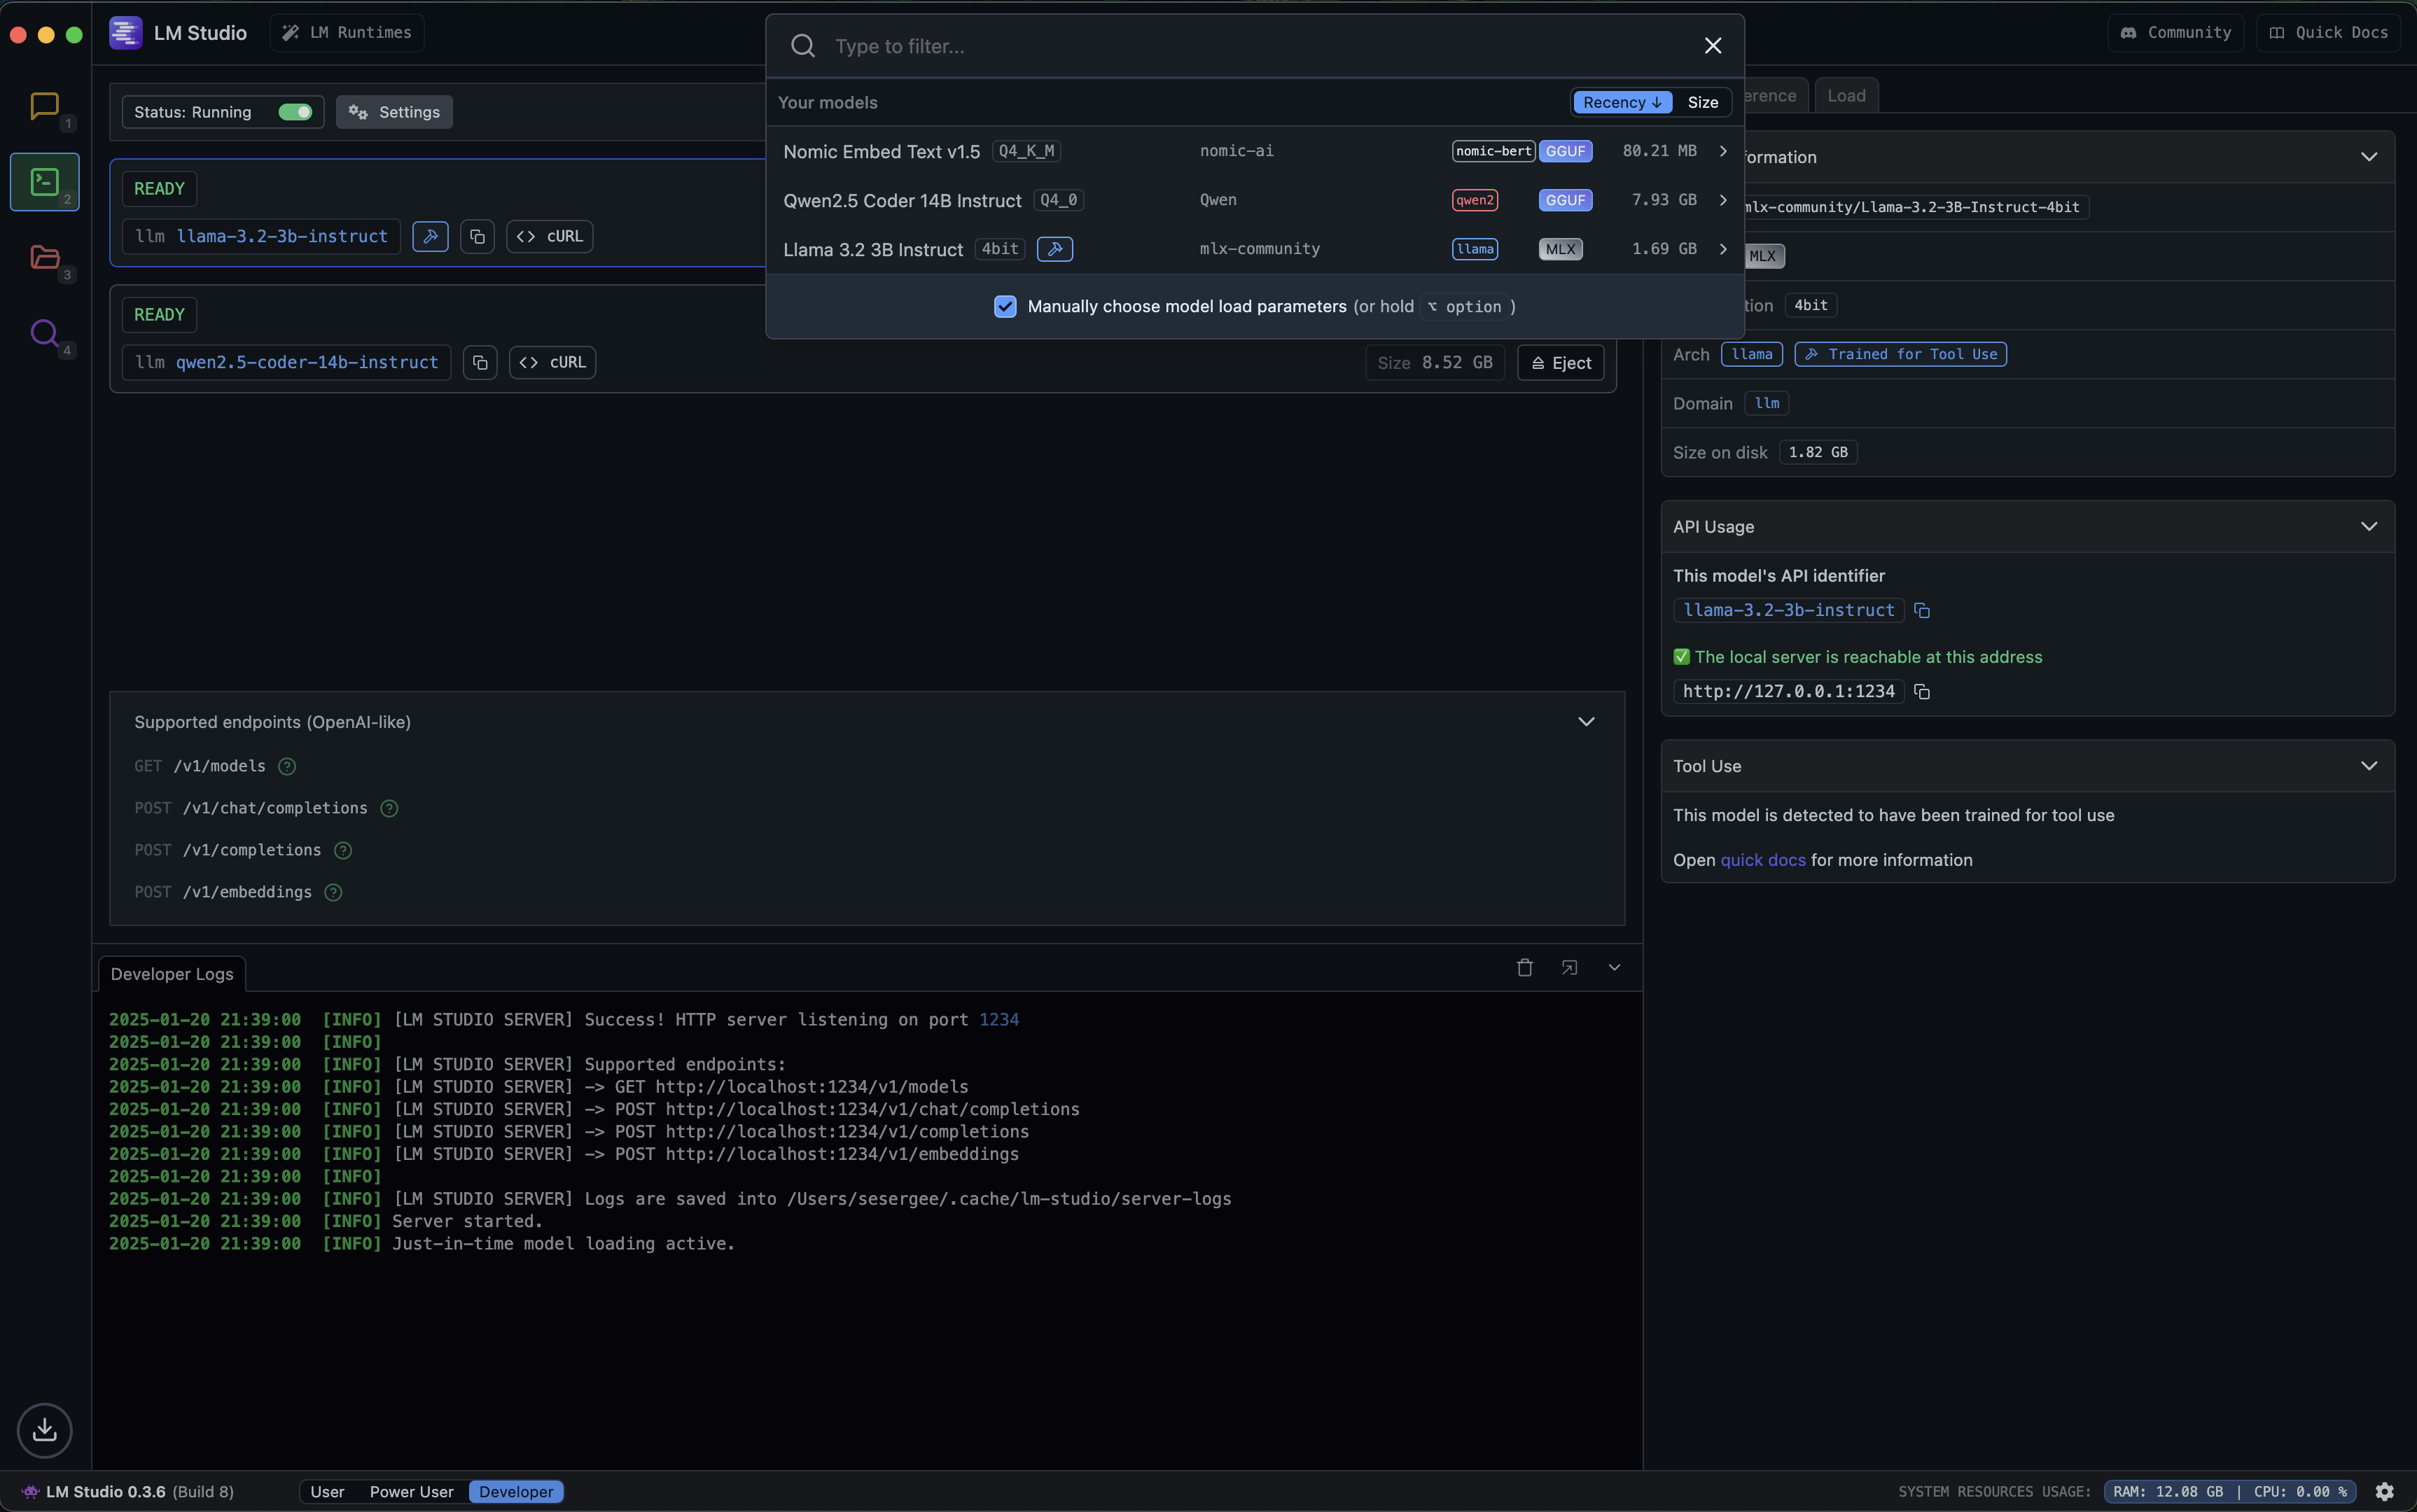 LM Studio
LM Runtimes
Type to filter...
Community
Quick Docs
1
2
3
4
Status: Running
Settings
Your models
Recency ↓
Size
erence
Load
Nomic Embed Text v1.5 Q4_K_M nomic-ai nomic-bert GGUF 80.21 MB
Qwen2.5 Coder 14B Instruct Q4_0 Qwen qwen2 GGUF 7.93 GB
Llama 3.2 3B Instruct 4bit mlx-community llama MLX 1.69 GB
Manually choose model load parameters (or hold ⌥ option )
READY
llm llama-3.2-3b-instruct
cURL
READY
llm qwen2.5-coder-14b-instruct
cURL
Size 8.52 GB
Eject
formation
mlx-community/Llama-3.2-3B-Instruct-4bit
MLX
tion 4bit
Arch llama Trained for Tool Use
Domain llm
Size on disk 1.82 GB
API Usage
This model's API identifier
llama-3.2-3b-instruct
✅ The local server is reachable at this address
http://127.0.0.1:1234
Tool Use
This model is detected to have been trained for tool use
Open quick docs for more information
Supported endpoints (OpenAI-like)
GET /v1/models ?
POST /v1/chat/completions ?
POST /v1/completions ?
POST /v1/embeddings ?
Developer Logs
2025-01-20 21:39:00 [INFO] [LM STUDIO SERVER] Success! HTTP server listening on port 1234
2025-01-20 21:39:00 [INFO]
2025-01-20 21:39:00 [INFO] [LM STUDIO SERVER] Supported endpoints:
2025-01-20 21:39:00 [INFO] [LM STUDIO SERVER] -> GET http://localhost:1234/v1/models
2025-01-20 21:39:00 [INFO] [LM STUDIO SERVER] -> POST http://localhost:1234/v1/chat/completions
2025-01-20 21:39:00 [INFO] [LM STUDIO SERVER] -> POST http://localhost:1234/v1/completions
2025-01-20 21:39:00 [INFO] [LM STUDIO SERVER] -> POST http://localhost:1234/v1/embeddings
2025-01-20 21:39:00 [INFO]
2025-01-20 21:39:00 [INFO] [LM STUDIO SERVER] Logs are saved into /Users/sesergee/.cache/lm-studio/server-logs
2025-01-20 21:39:00 [INFO] Server started.
2025-01-20 21:39:00 [INFO] Just-in-time model loading active.
LM Studio 0.3.6 (Build 8)
User
Power User
Developer
SYSTEM RESOURCES USAGE: RAM: 12.08 GB | CPU: 0.00 %